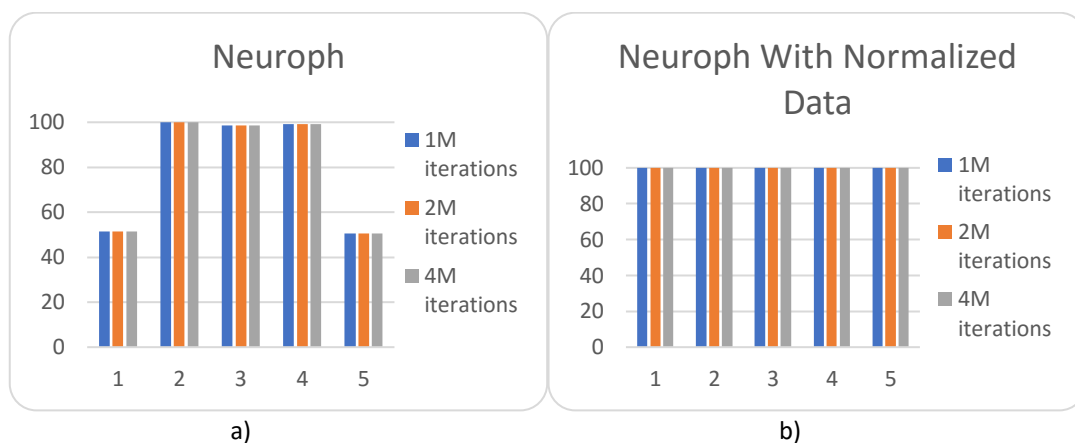 Neuroph
100
80
60
40
20
0
1 2 3 4 5
1M
iterations
2M
iterations
4M
iterations
a)
Neuroph With Normalized
Data
100
80
60
40
20
0
1 2 3 4 5
1M
iterations
2M
iterations
4M
iterations
b)